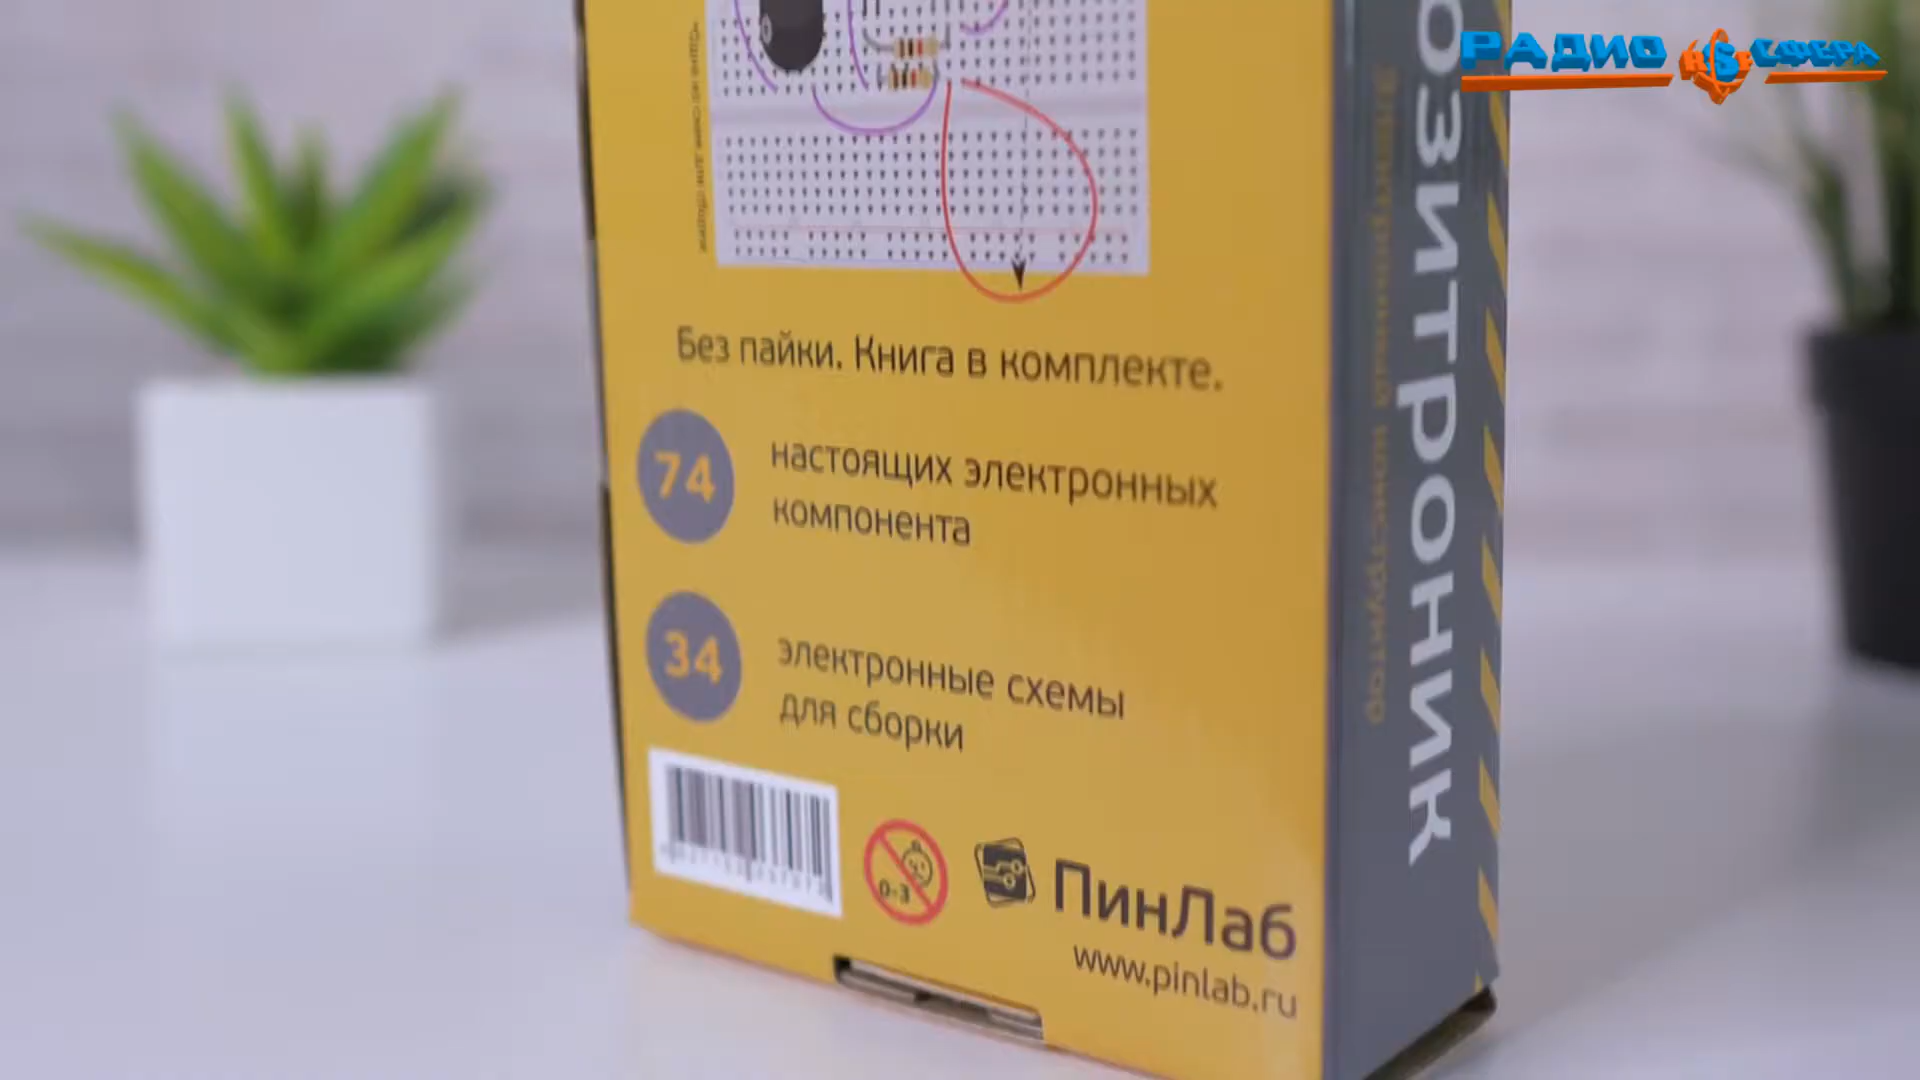 РАДИО СФЕРА
Без пайки. Книга в комплекте.
74
настоящих электронных
компонента
34
электронные схемы
для сборки
0-3
ПинЛаб
www.pinlab.ru
ОЗИТРОНИК